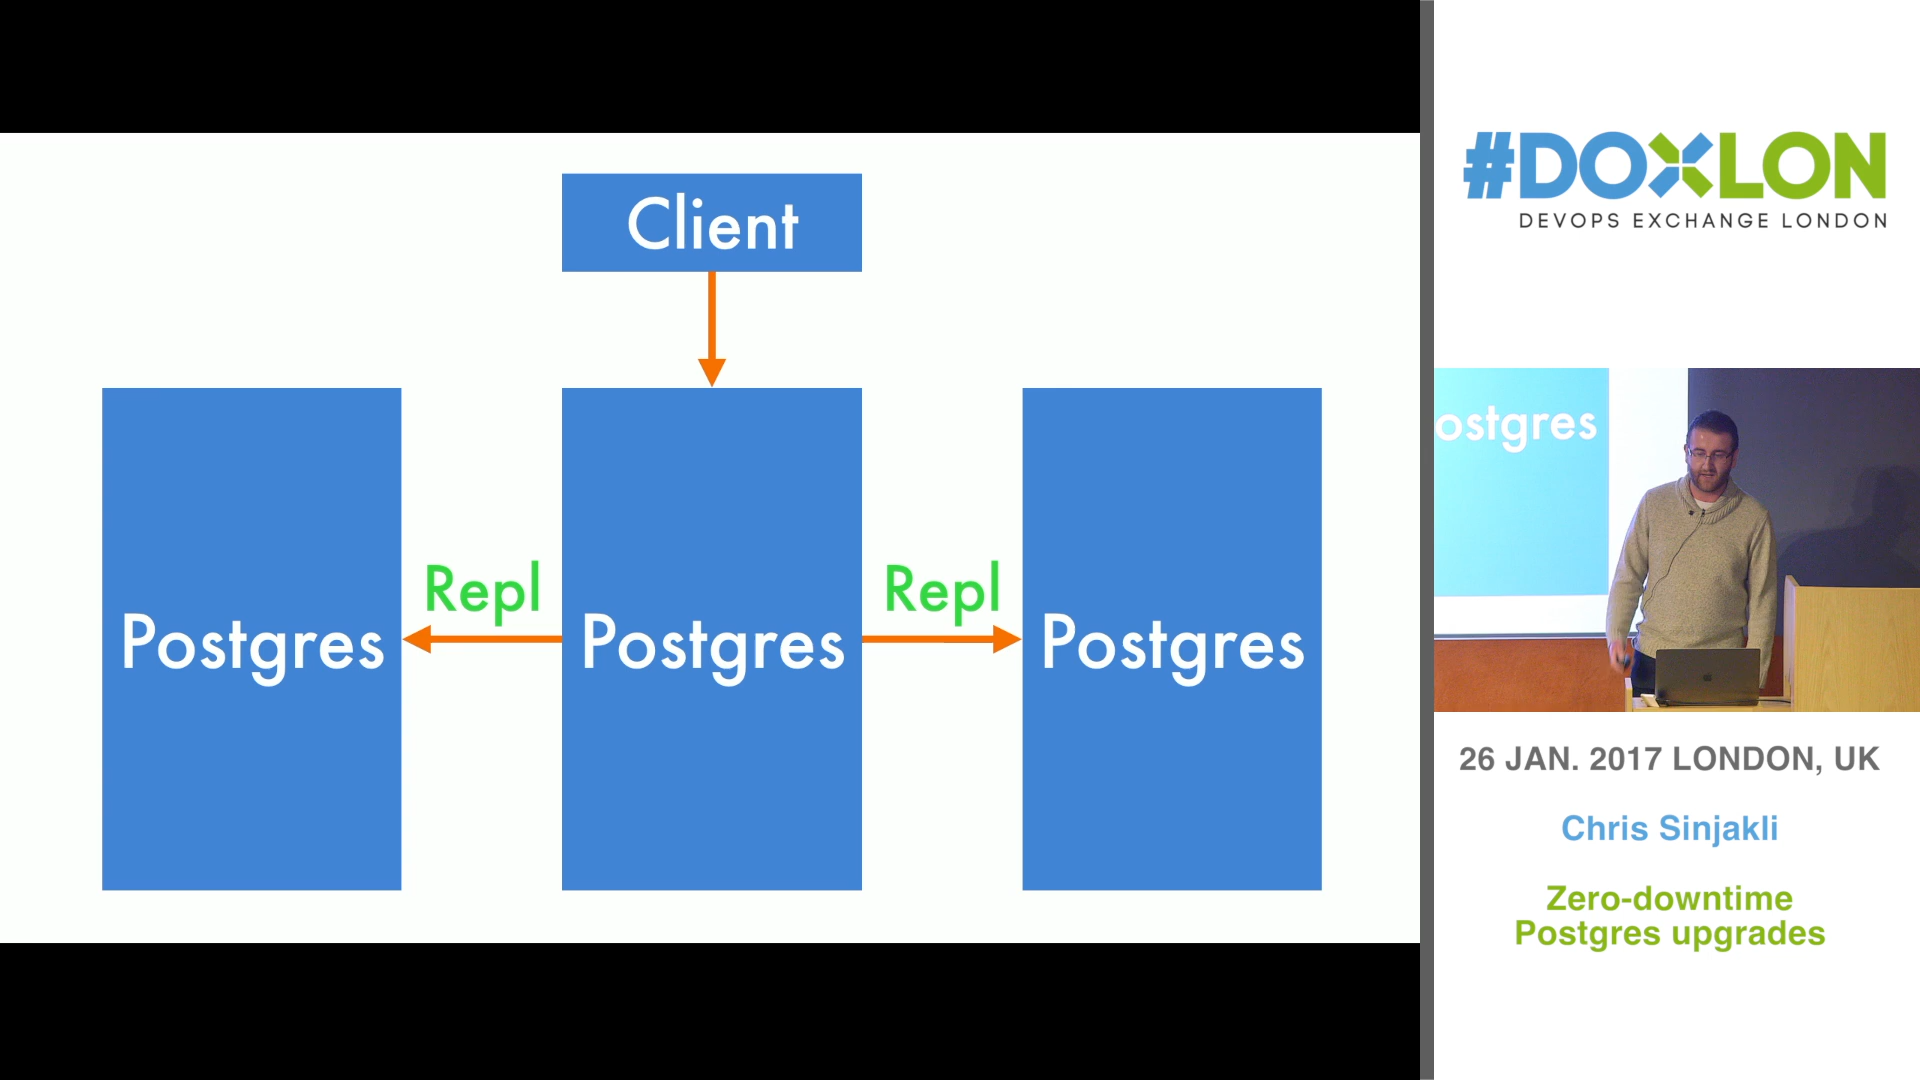 Client
Repl
Repl
Postgres
Postgres
Postgres
#DOXLON
DEVOPS EXCHANGE LONDON
ostgres
26 JAN. 2017 LONDON, UK
Chris Sinjakli
Zero-downtime
Postgres upgrades